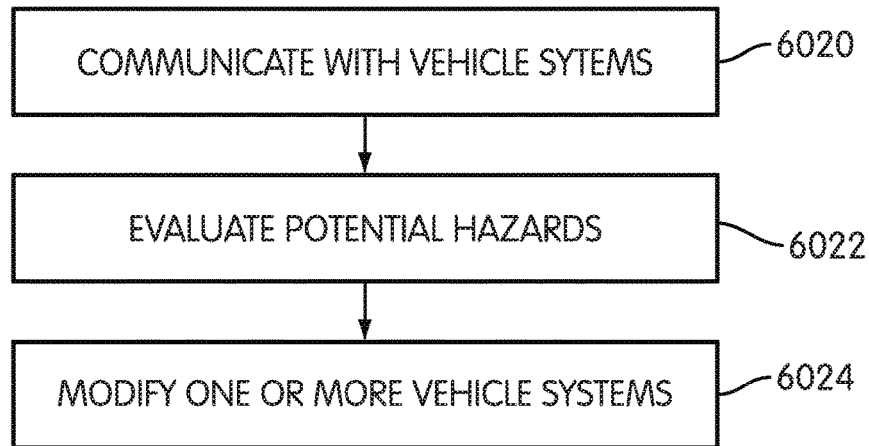 COMMUNICATE WITH VEHICLE SYTEMS
6020
EVALUATE POTENTIAL HAZARDS
6022
MODIFY ONE OR MORE VEHICLE SYSTEMS
6024